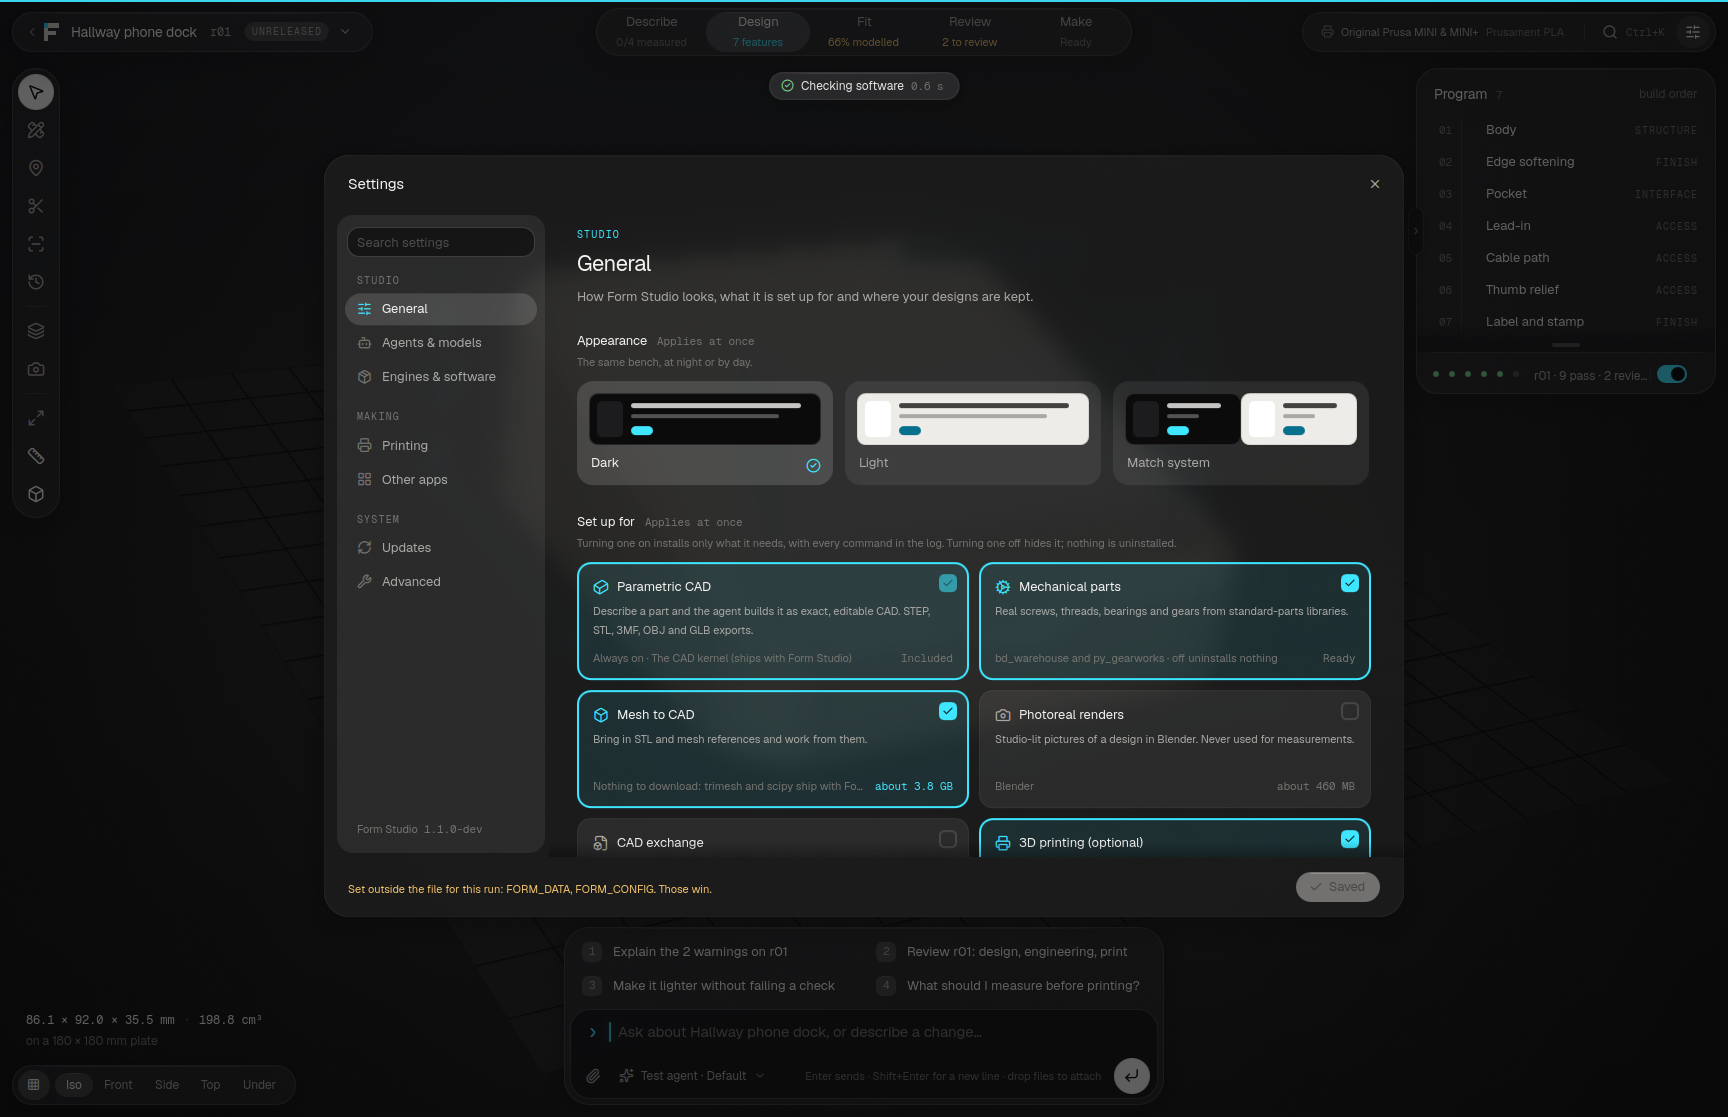 Hallway phone dock r01 UNRELEASED
Describe
0/4 measured
Design
7 features
Fit
66% modelled
Review
2 to review
Make
Ready
Original Prusa MINI & MINI+ Prusament PLA
Ctrl+K
Checking software 0.6 s
Program 7 build order
01 Body STRUCTURE
02 Edge softening FINISH
03 Pocket INTERFACE
04 Lead-in ACCESS
05 Cable path ACCESS
06 Thumb relief ACCESS
07 Label and stamp FINISH
r01 · 9 pass · 2 revie...
Settings
Search settings
STUDIO
General
Agents & models
Engines & software
MAKING
Printing
Other apps
SYSTEM
Updates
Advanced
Form Studio 1.1.0-dev
STUDIO
General
How Form Studio looks, what it is set up for and where your designs are kept.
Appearance Applies at once
The same bench, at night or by day.
Dark
Light
Match system
Set up for Applies at once
Turning one on installs only what it needs, with every command in the log. Turning one off hides it; nothing is uninstalled.
Parametric CAD
Describe a part and the agent builds it as exact, editable CAD. STEP,
STL, 3MF, OBJ and GLB exports.
Always on · The CAD kernel (ships with Form Studio) Included
Mechanical parts
Real screws, threads, bearings and gears from standard-parts libraries.
bd_warehouse and py_gearworks · off uninstalls nothing Ready
Mesh to CAD
Bring in STL and mesh references and work from them.
Nothing to download: trimesh and scipy ship with Fo... about 3.8 GB
Photoreal renders
Studio-lit pictures of a design in Blender. Never used for measurements.
Blender about 460 MB
CAD exchange
3D printing (optional)
Set outside the file for this run: FORM_DATA, FORM_CONFIG. Those win.
Saved
1 Explain the 2 warnings on r01
2 Review r01: design, engineering, print
3 Make it lighter without failing a check
4 What should I measure before printing?
Ask about Hallway phone dock, or describe a change...
Test agent · Default
Enter sends · Shift+Enter for a new line · drop files to attach
86.1 × 92.0 × 35.5 mm · 198.8 cm³
on a 180 × 180 mm plate
Iso Front Side Top Under